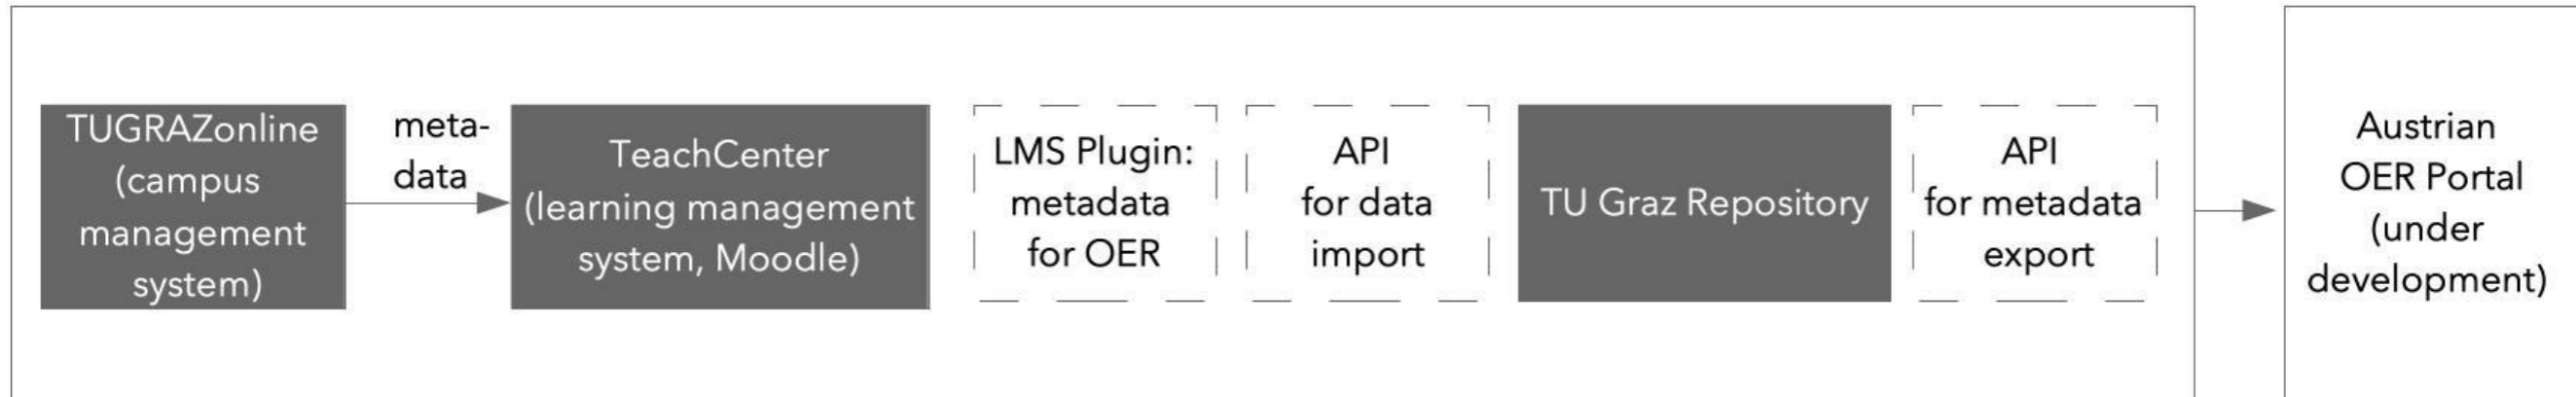 TUGRAZonline
(campus
management
system)
meta-
data
TeachCenter
(learning management
system, Moodle)
LMS Plugin:
metadata
for OER
API
for data
import
TU Graz Repository
API
for metadata
export
Austrian
OER Portal
(under
development)